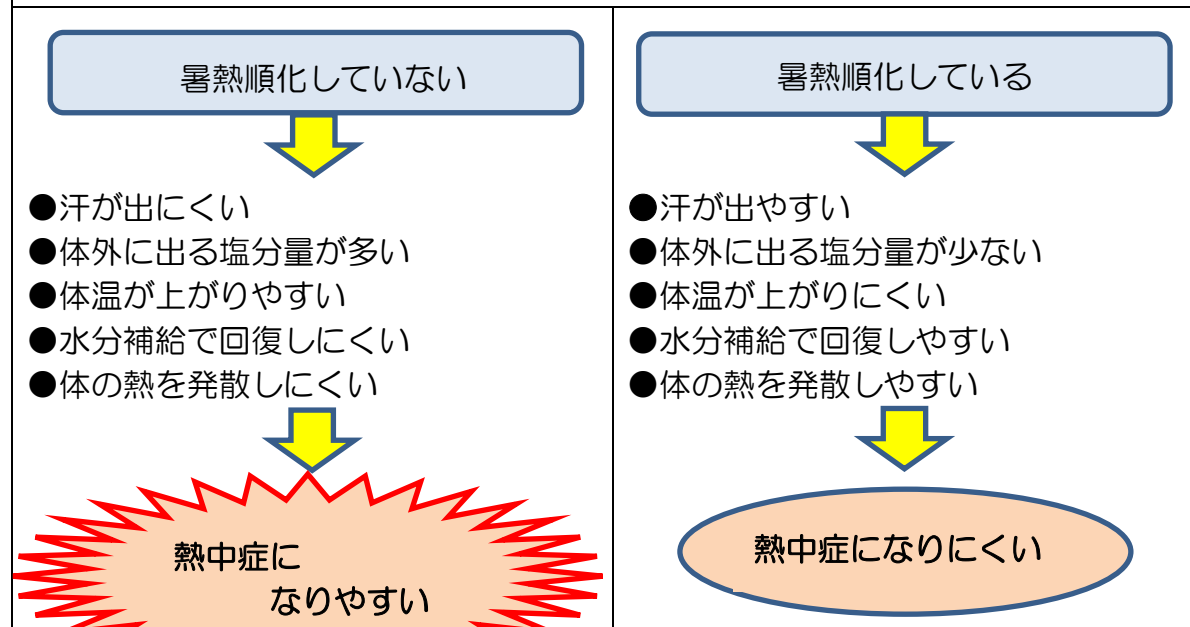 暑熱順化していない
●汗が出にくい
●体外に出る塩分量が多い
●体温が上がりやすい
●水分補給で回復しにくい
●体の熱を発散しにくい
熱中症に
なりやすい
暑熱順化している
●汗が出やすい
●体外に出る塩分量が少ない
●体温が上がりにくい
●水分補給で回復しやすい
●体の熱を発散しやすい
熱中症になりにくい